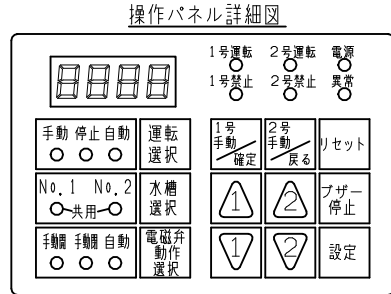 操作パネル詳細図
1号運転 2号運転 電源
1号禁止 2号禁止 異常
8888
手動 停止 自動
運転
選択
1号
手動
確定
2号
手動
戻る
リセット
No.1 No.2
共用
水槽
選択
1
2
ブザー
停止
手動開 手動閉 自動
電磁弁
動作
選択
1
2
設定